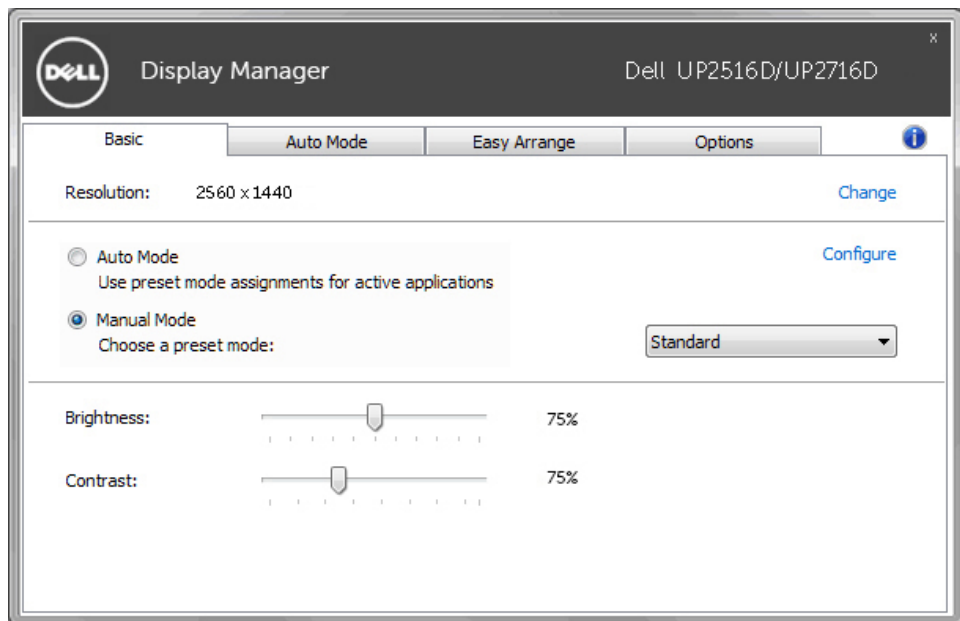 DELL Display Manager Dell UP2516D/UP2716D x
Basic Auto Mode Easy Arrange Options i
Resolution: 2560 x 1440 Change
Auto Mode Configure
Use preset mode assignments for active applications
Manual Mode
Choose a preset mode: Standard
Brightness: 75%
Contrast: 75%